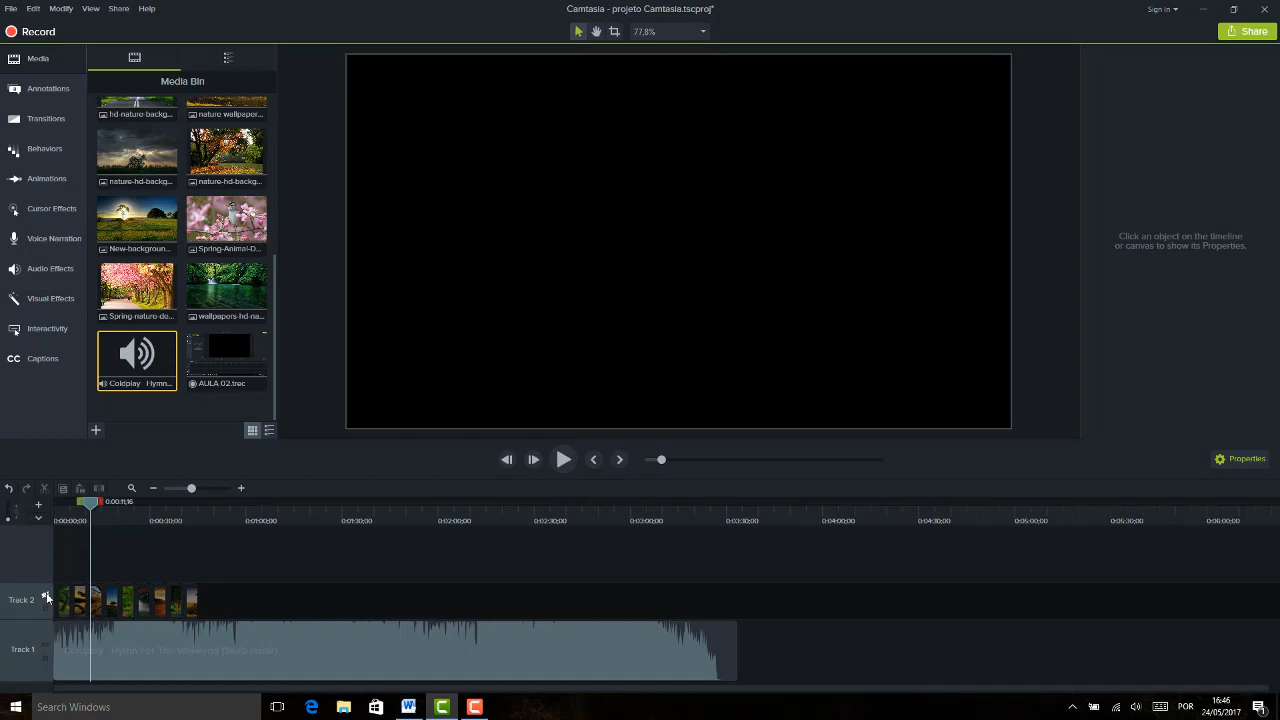 File Edit Modify View Share Help
Camtasia - projeto Camtasia.tscproj*
Sign in
Record
77,8%
Share
Media
Annotations
Transitions
Behaviors
Animations
Cursor Effects
Voice Narration
Audio Effects
Visual Effects
Interactivity
CC Captions
Media Bin
hd-nature-backg...
nature wallpaper...
nature-hd-backg...
nature-hd-backg...
New-backgroun...
Spring-Animal-D...
Spring-nature-de...
wallpapers-hd-na...
Coldplay Hymn...
AULA 02.trec
Click an object on the timeline
or canvas to show its Properties.
Properties
0:00:11;16
0:00:00;00 0:00:30;00 0:01:00;00 0:01:30;00 0:02:00;00 0:02:30;00 0:03:00;00 0:03:30;00 0:04:00;00 0:04:30;00 0:05:00;00 0:05:30;00 0:06:00;00
Track 2
Track 1
Coldplay Hymn For The Weekend (Seeb remix)
Search Windows
POR
16:46
24/05/2017